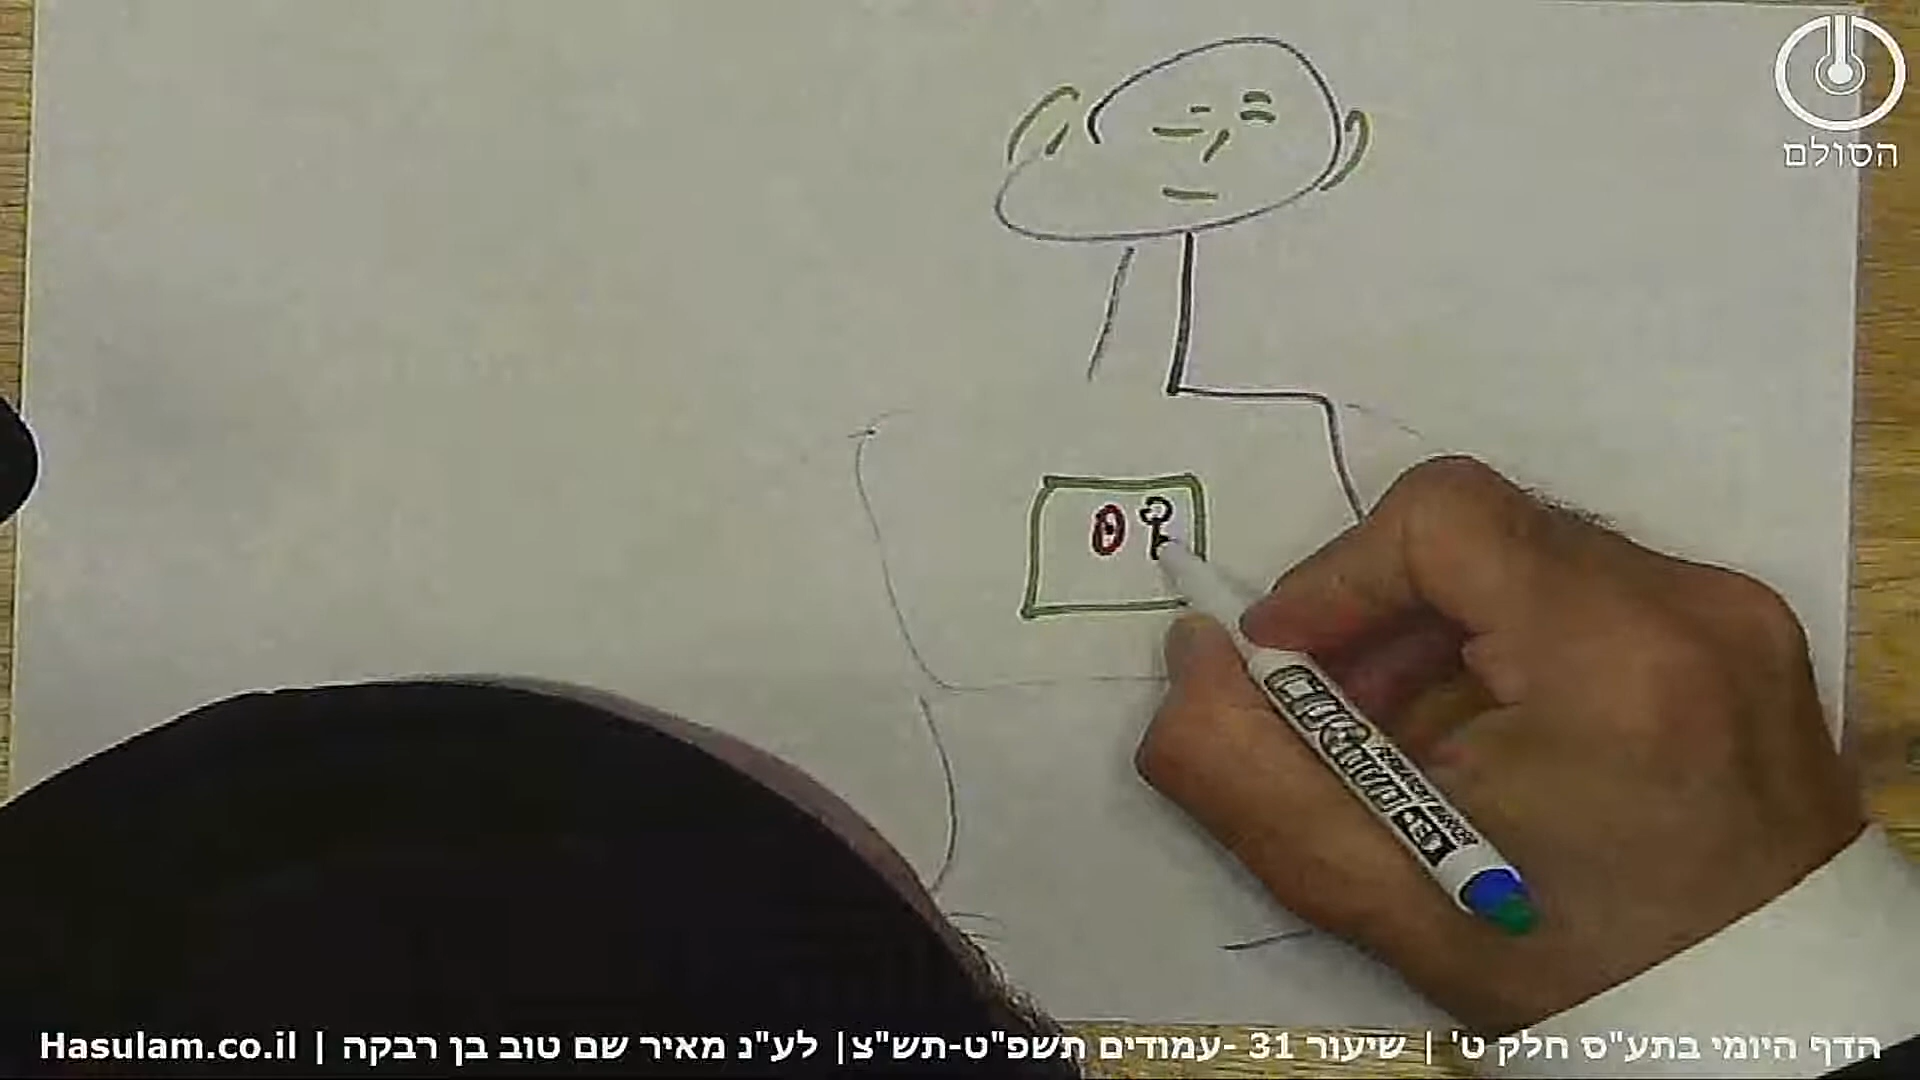 הסולם
הדף היומי בתע"ס חלק ט' | שיעור 31 -עמודים תשפ"ט-תש"צ| לע"נ מאיר שם טוב בן רבקה | Hasulam.co.il